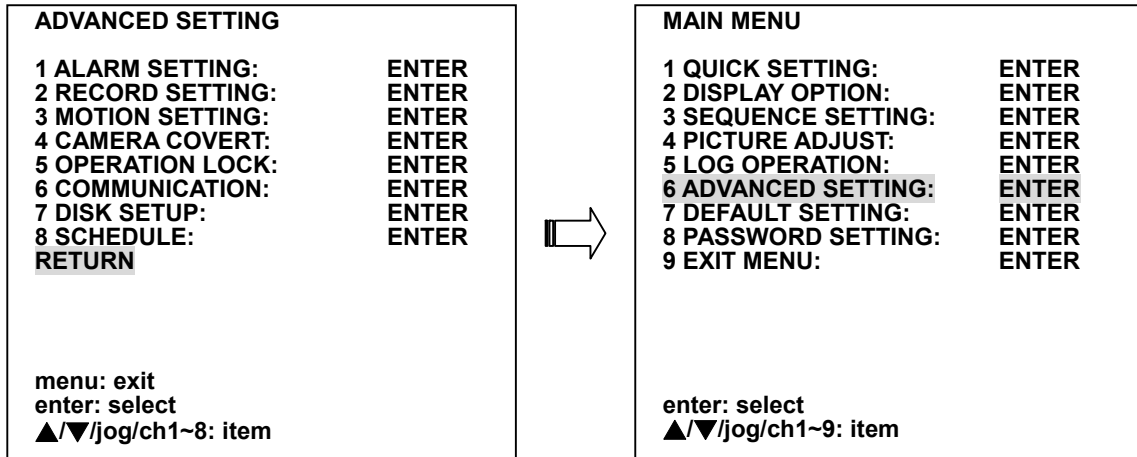 ADVANCED SETTING
1 ALARM SETTING: ENTER
2 RECORD SETTING: ENTER
3 MOTION SETTING: ENTER
4 CAMERA COVERT: ENTER
5 OPERATION LOCK: ENTER
6 COMMUNICATION: ENTER
7 DISK SETUP: ENTER
8 SCHEDULE: ENTER
RETURN
menu: exit
enter: select
▲/▼/jog/ch1~8: item
MAIN MENU
1 QUICK SETTING: ENTER
2 DISPLAY OPTION: ENTER
3 SEQUENCE SETTING: ENTER
4 PICTURE ADJUST: ENTER
5 LOG OPERATION: ENTER
6 ADVANCED SETTING: ENTER
7 DEFAULT SETTING: ENTER
8 PASSWORD SETTING: ENTER
9 EXIT MENU: ENTER
enter: select
▲/▼/jog/ch1~9: item